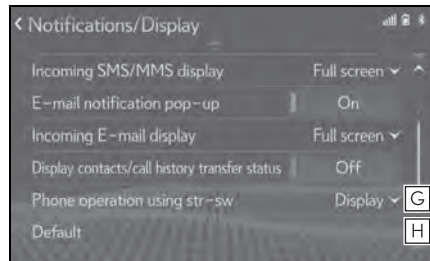 Notifications/Display
Incoming SMS/MMS display Full screen
E-mail notification pop-up On
Incoming E-mail display Full screen
Display contacts/call history transfer status Off
Phone operation using str-sw Display G
Default H